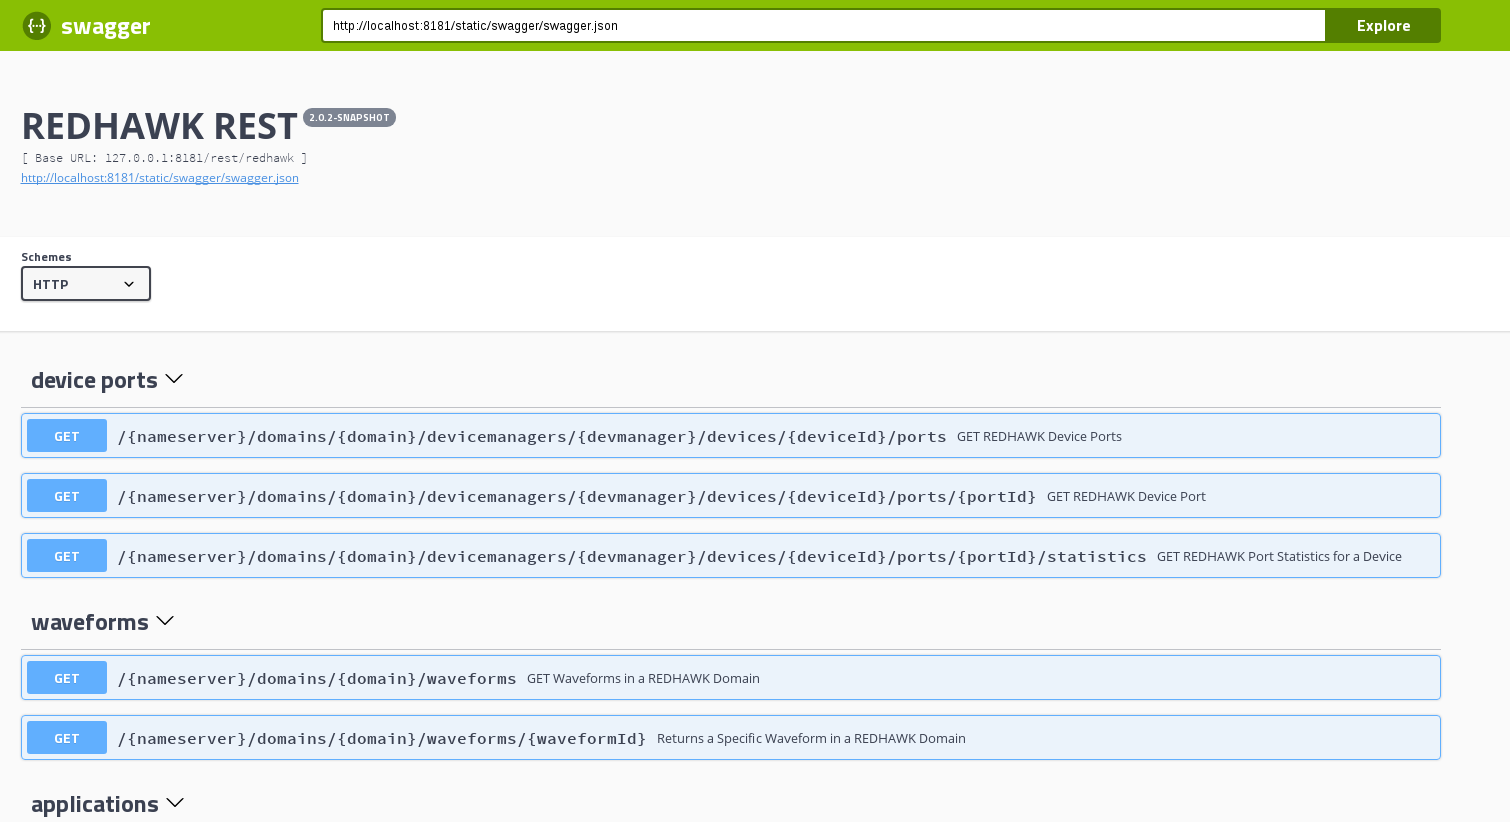 {···} swagger
http://localhost:8181/static/swagger/swagger.json
Explore
REDHAWK REST 2.0.2-SNAPSHOT
[ Base URL: 127.0.0.1:8181/rest/redhawk ]
http://localhost:8181/static/swagger/swagger.json
Schemes
HTTP
device ports
GET /{nameserver}/domains/{domain}/devicemanagers/{devmanager}/devices/{deviceId}/ports GET REDHAWK Device Ports
GET /{nameserver}/domains/{domain}/devicemanagers/{devmanager}/devices/{deviceId}/ports/{portId} GET REDHAWK Device Port
GET /{nameserver}/domains/{domain}/devicemanagers/{devmanager}/devices/{deviceId}/ports/{portId}/statistics GET REDHAWK Port Statistics for a Device
waveforms
GET /{nameserver}/domains/{domain}/waveforms GET Waveforms in a REDHAWK Domain
GET /{nameserver}/domains/{domain}/waveforms/{waveformId} Returns a Specific Waveform in a REDHAWK Domain
applications